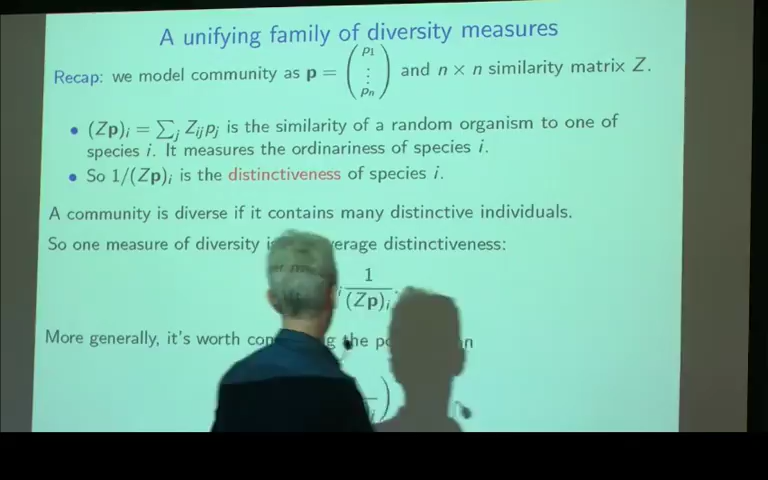 A unifying family of diversity measures
Recap: we model community as p = (p1 ⋮ pn) and n × n similarity matrix Z.
• (Zp)i = ∑j Zijpj is the similarity of a random organism to one of
species i. It measures the ordinariness of species i.
• So 1/(Zp)i is the distinctiveness of species i.
A community is diverse if it contains many distinctive individuals.
So one measure of diversity distinctiveness:
i 1/(Zp)i
More generally, it's worth the